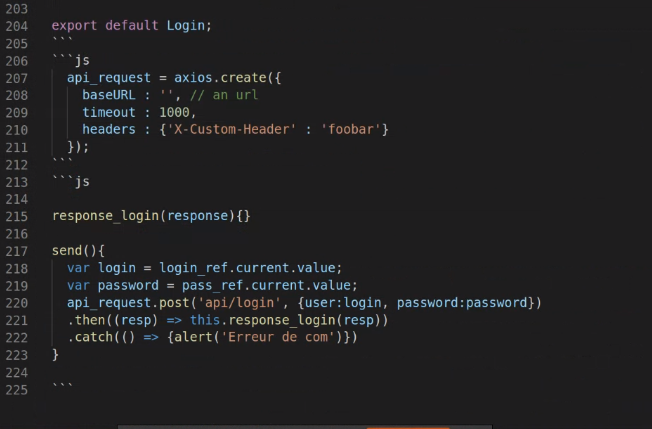 203
204 export default Login;
205 ```
206 ```js
207   api_request = axios.create({
208     baseURL : '', // an url
209     timeout : 1000,
210     headers : {'X-Custom-Header' : 'foobar'}
211   });
212 ```
213 ```js
214
215 response_login(response){}
216
217 send(){
218   var login = login_ref.current.value;
219   var password = pass_ref.current.value;
220   api_request.post('api/login', {user:login, password:password})
221   .then((resp) => this.response_login(resp))
222   .catch(() => {alert('Erreur de com')})
223 }
224
225 ```